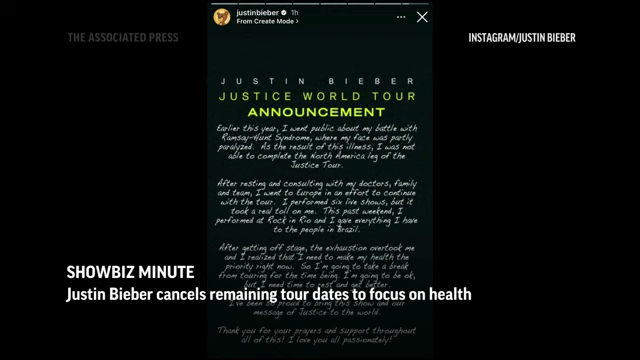 THE ASSOCIATED PRESS
justinbieber 1h
From Create Mode >
INSTAGRAM/JUSTIN BIEBER
JUSTIN BIEBER
JUSTICE WORLD TOUR
ANNOUNCEMENT
Earlier this year, I went public about my battle with
Ramsay-Hunt Syndrome, where my face was partly
paralyzed. As the result of this illness, I was not
able to complete the North America leg of the
Justice Tour.
After resting and consulting with my doctors, family
and team, I went to Europe in an effort to continue
with the tour. I performed six live shows, but it
took a real toll on me. This past weekend, I
performed at Rock in Rio and I gave everything I have
to the people in Brazil.
After getting off stage, the exhaustion overtook me
and I realized that I need to make my health the
priority right now. So I'm going to take a break
from touring for the time being. I'm going to be ok,
but I need time to rest and get better.
I've been so proud to bring this show and our
message of Justice to the world.
Thank you for your prayers and support throughout
all of this! I love you all passionately!
SHOWBIZ MINUTE
Justin Bieber cancels remaining tour dates to focus on health